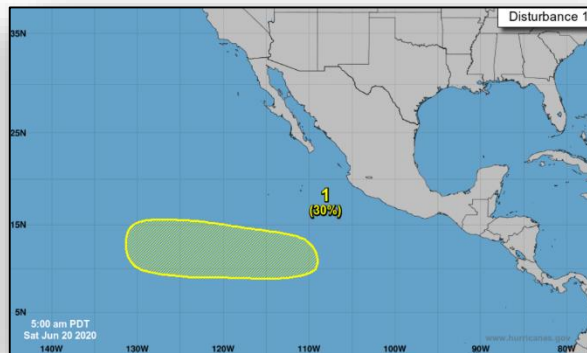 Disturbance 1
35N
25N
1
(30%)
15N
5N
5:00 am PDT
Sat Jun 20 2020
www.hurricanes.gov
140W
130W
120W
110W
100W
90W
80W